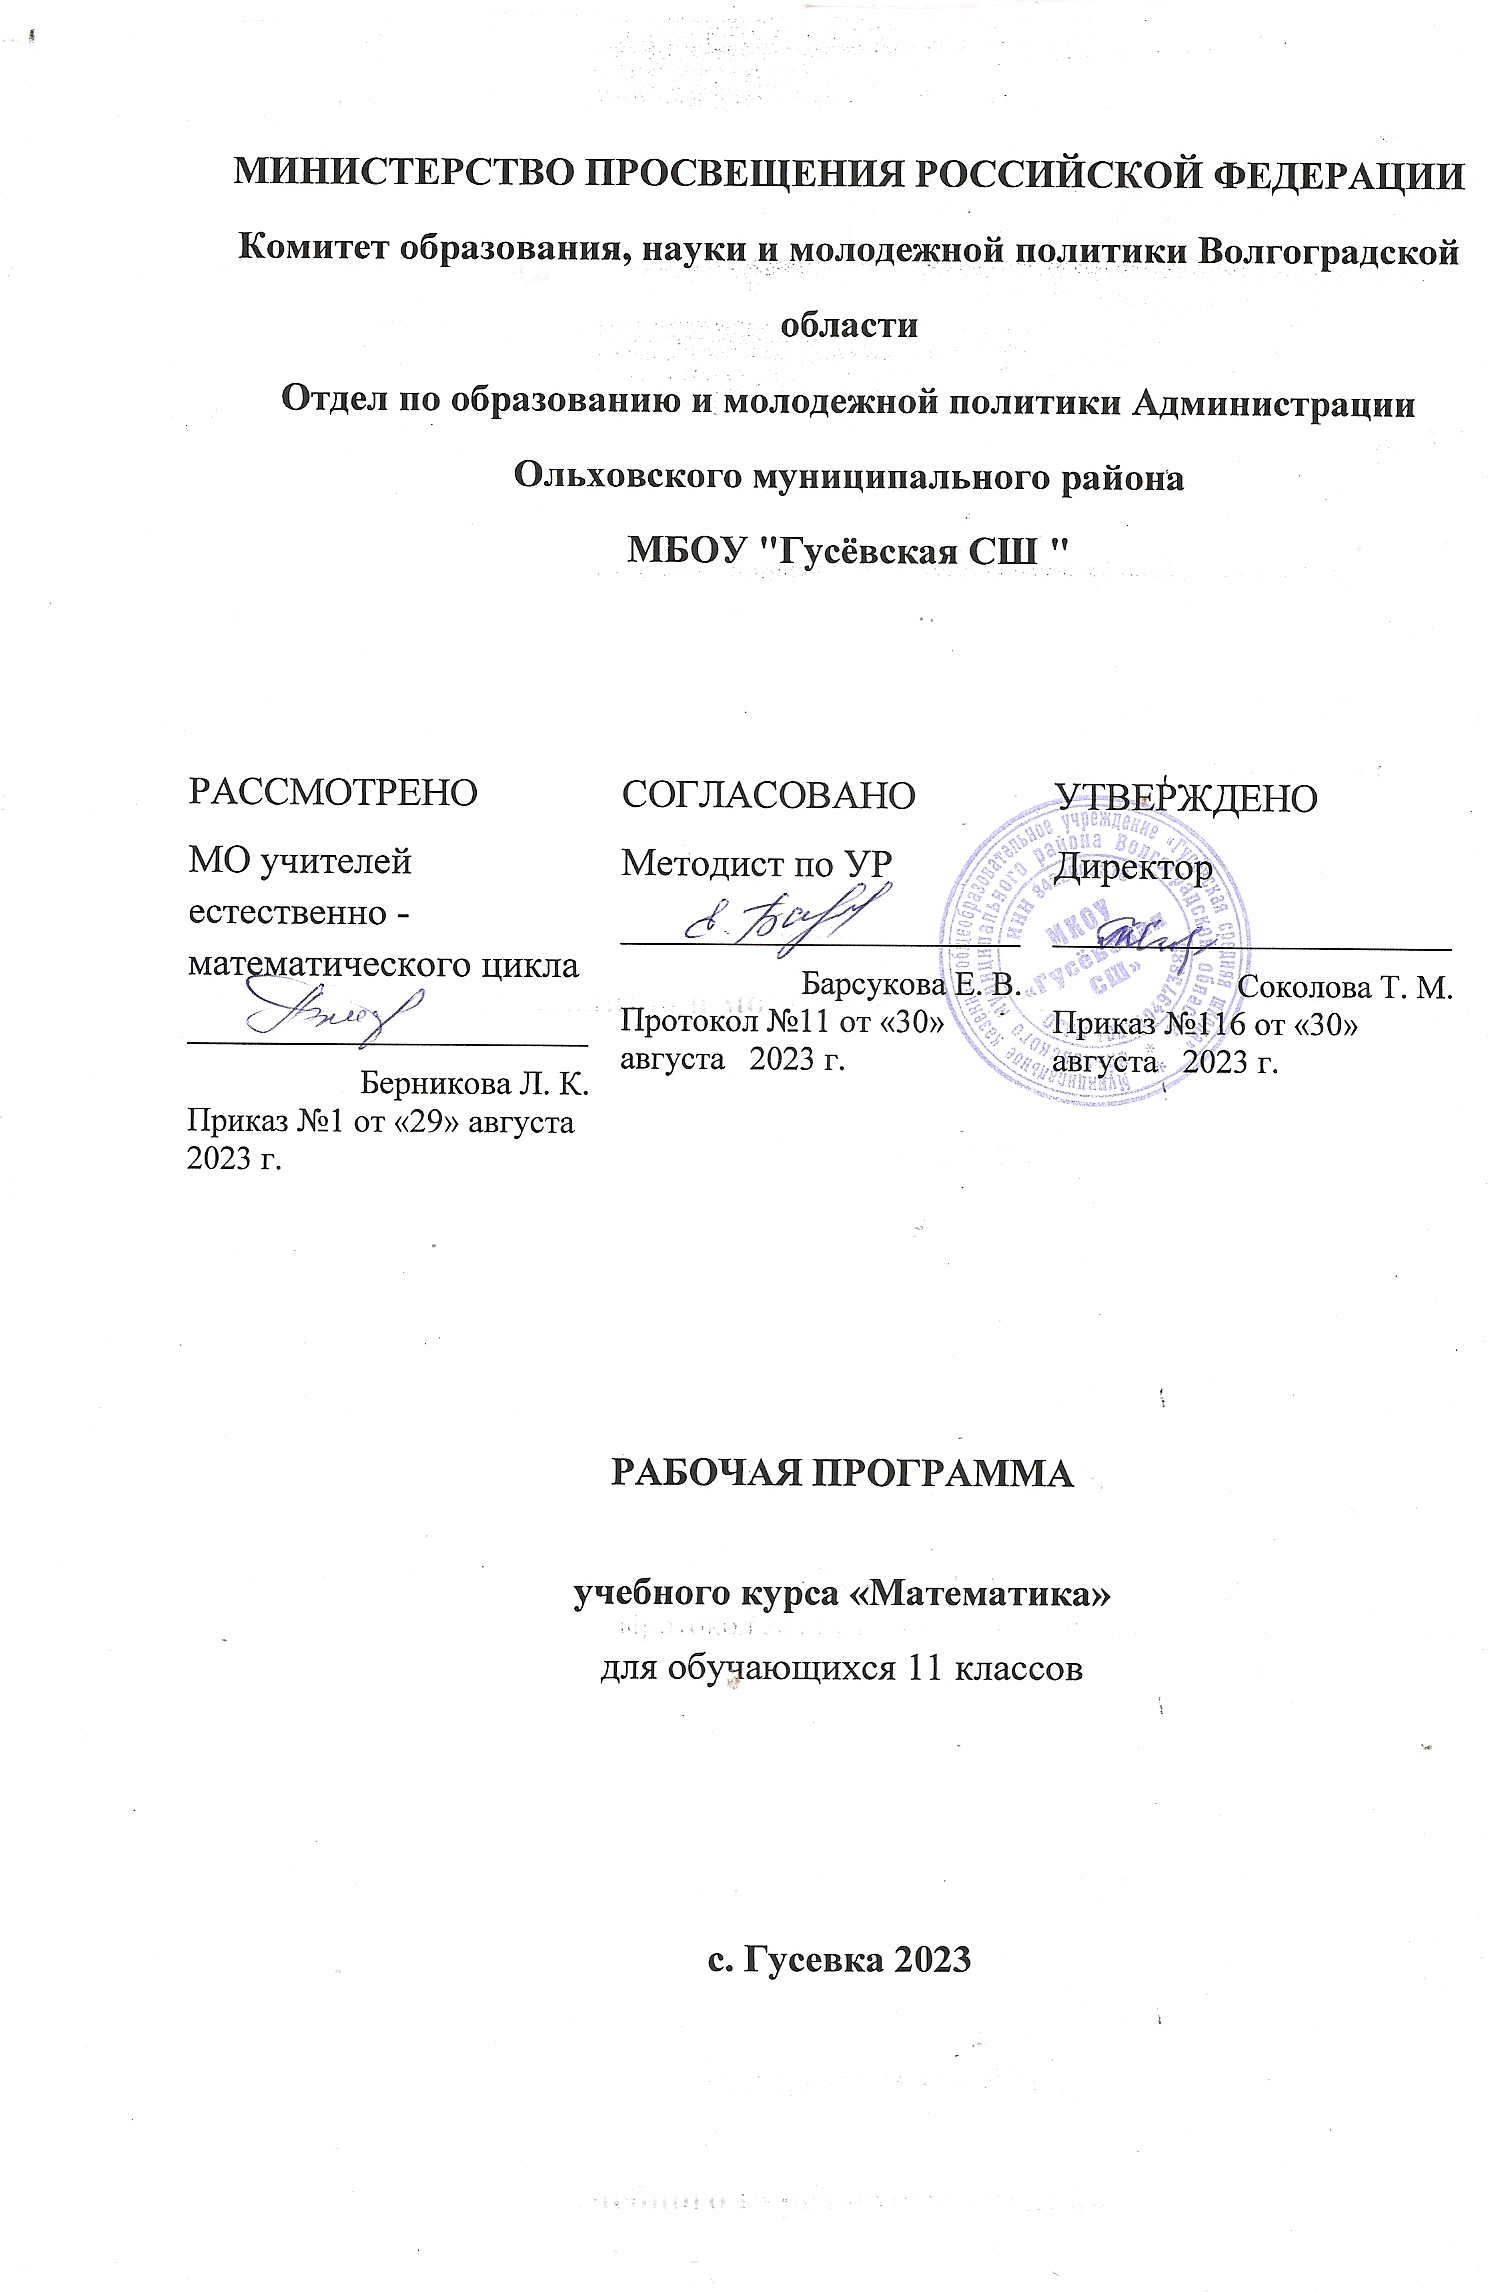 МИНИСТЕРСТВО ПРОСВЕЩЕНИЯ РОССИЙСКОЙ ФЕДЕРАЦИИ
Комитет образования, науки и молодежной политики Волгоградской
области
Отдел по образованию и молодежной политики Администрации
Ольховского муниципального района
МБОУ "Гусёвская СШ "
РАССМОТРЕНО
МО учителей
естественно -
математического цикла
Берникова Л. К.
Приказ №1 от «29» августа
2023 г.
СОГЛАСОВАНО
Методист по УР
Барсукова Е. В.
Протокол №11 от «30»
августа 2023 г.
УТВЕРЖДЕНО
Директор
Соколова Т. М.
Приказ №116 от «30»
августа 2023 г.
МКОУ
«Гусёвская
СШ»
РАБОЧАЯ ПРОГРАММА
учебного курса «Математика»
для обучающихся 11 классов
с. Гусевка 2023